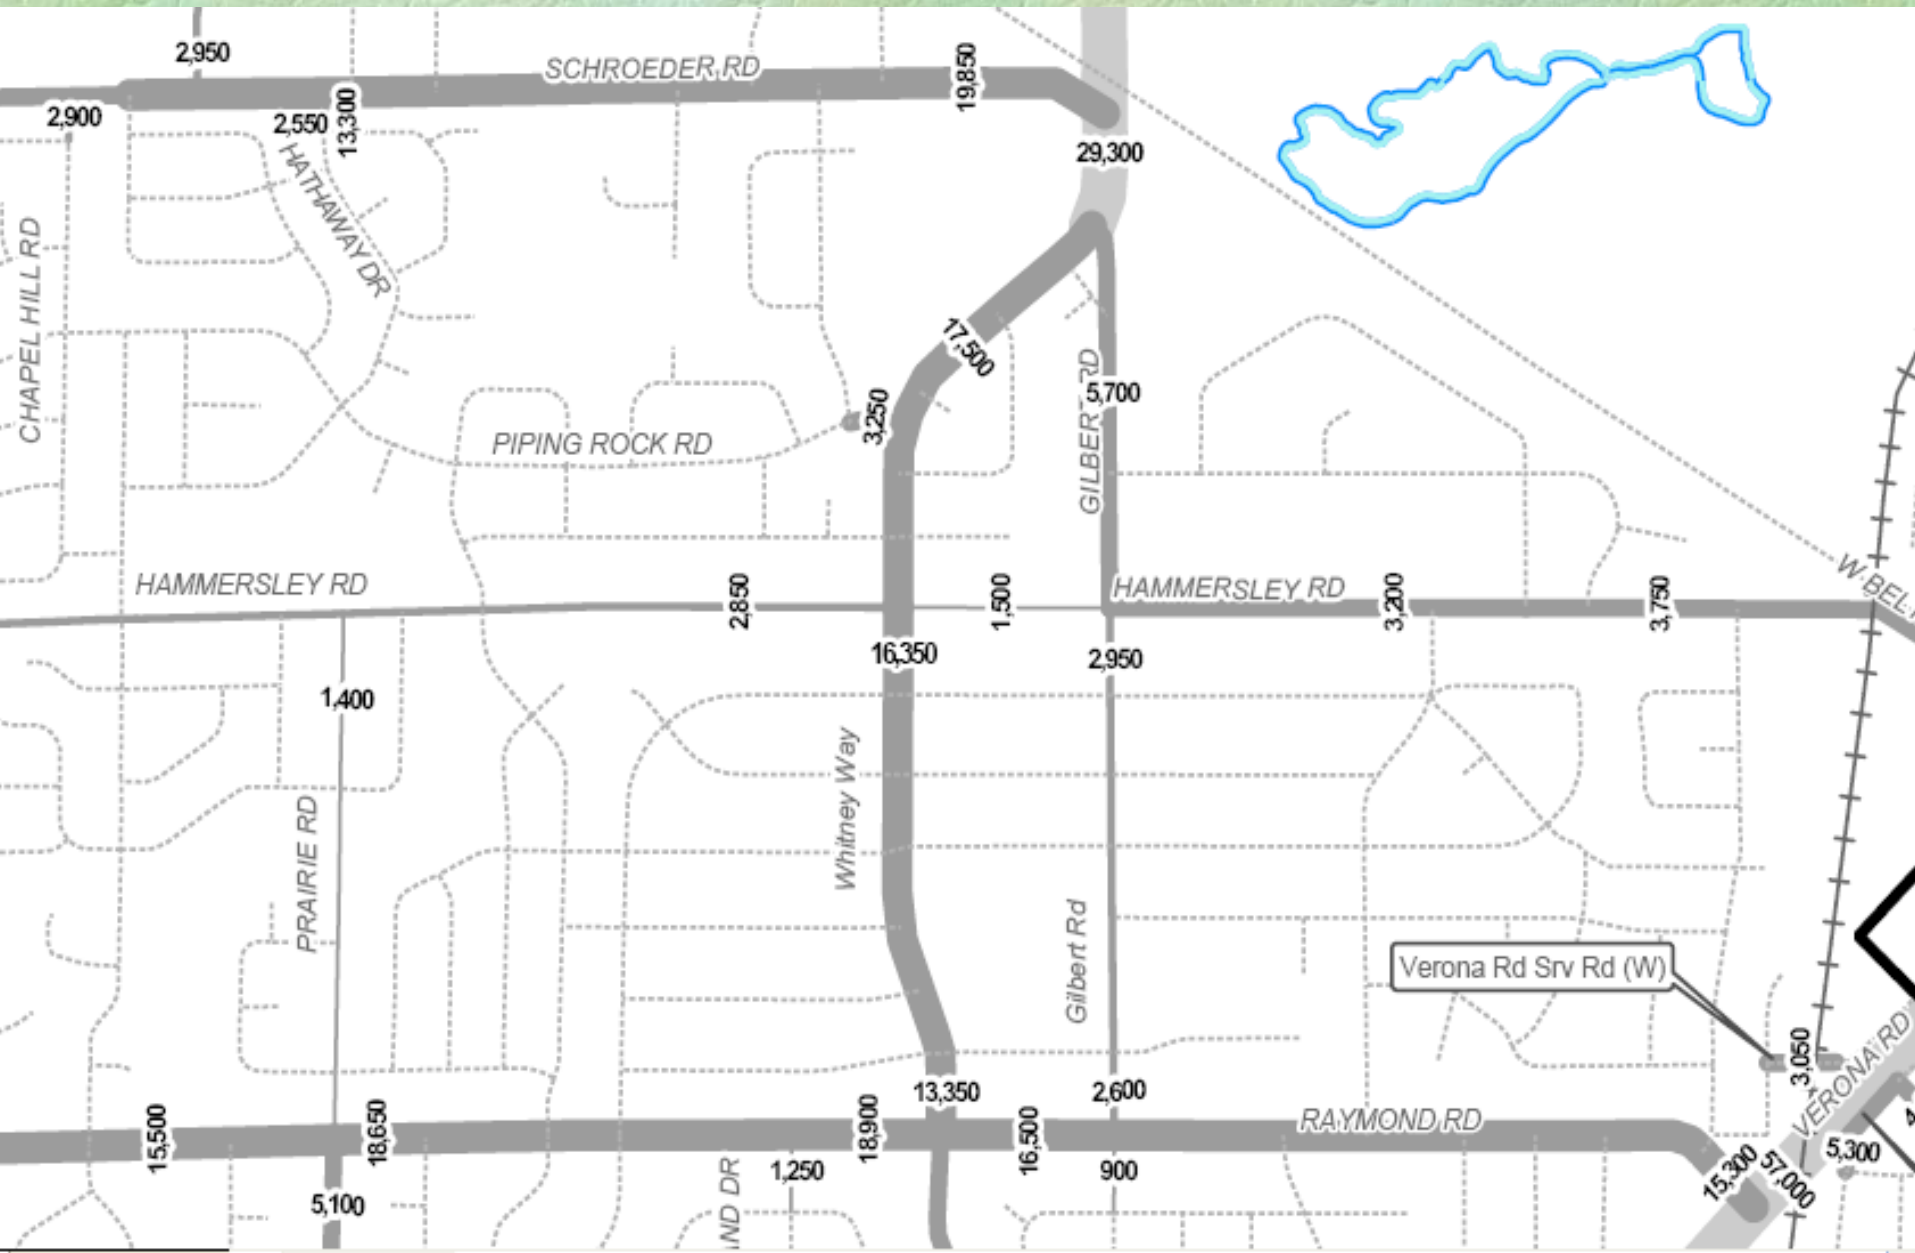 2,950
SCHROEDER RD
19,850
2,900
2,550
13,300
29,300
HATHAWAY DR
CHAPEL HILL RD
17,500
GILBERT RD
5,700
3,250
PIPING ROCK RD
HAMMERSLEY RD
2,850
1,500
HAMMERSLEY RD
3,200
3,750
W BELT
16,350
2,950
1,400
Whitney Way
PRAIRIE RD
Gilbert Rd
Verona Rd Srv Rd (W)
3,050
VERONA RD
13,350
2,600
15,500
18,650
18,900
16,500
RAYMOND RD
5,300
4
15,300
57,000
1,250
900
5,100
AND DR